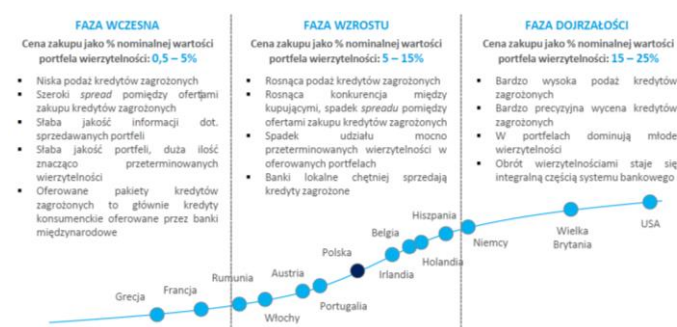 FAZA WCZESNA
Cena zakupu jako % nominalnej wartości
portfela wierzytelności: 0,5 – 5%
▪ Niska podaż kredytów zagrożonych
▪ Szeroki spread pomiędzy ofertami
zakupu kredytów zagrożonych
▪ Słaba jakość informacji dot.
sprzedawanych portfeli
▪ Słaba jakość portfeli, duża ilość
znacząco przeterminowanych
wierzytelności
▪ Oferowane pakiety kredytów
zagrożonych to głównie kredyty
konsumenckie oferowane przez banki
międzynarodowe
FAZA WZROSTU
Cena zakupu jako % nominalnej wartości
portfela wierzytelności: 5 – 15%
▪ Rosnąca podaż kredytów zagrożonych
▪ Rosnąca konkurencja między
kupującymi, spadek spreadu pomiędzy
ofertami zakupu kredytów zagrożonych
▪ Spadek udziału mocno
przeterminowanych wierzytelności w
oferowanych portfelach
▪ Banki lokalne chętniej sprzedają
kredyty zagrożone
FAZA DOJRZAŁOŚCI
Cena zakupu jako % nominalnej wartości
portfela wierzytelności: 15 – 25%
▪ Bardzo wysoka podaż kredytów
zagrożonych
▪ Bardzo precyzyjna wycena kredytów
zagrożonych
▪ W portfelach dominują młode
wierzytelności
▪ Obrót wierzytelnościami staje się
integralną częścią systemu bankowego
Grecja
Francja
Rumunia
Włochy
Austria
Portugalia
Polska
Irlandia
Belgia
Holandia
Hiszpania
Niemcy
Wielka
Brytania
USA